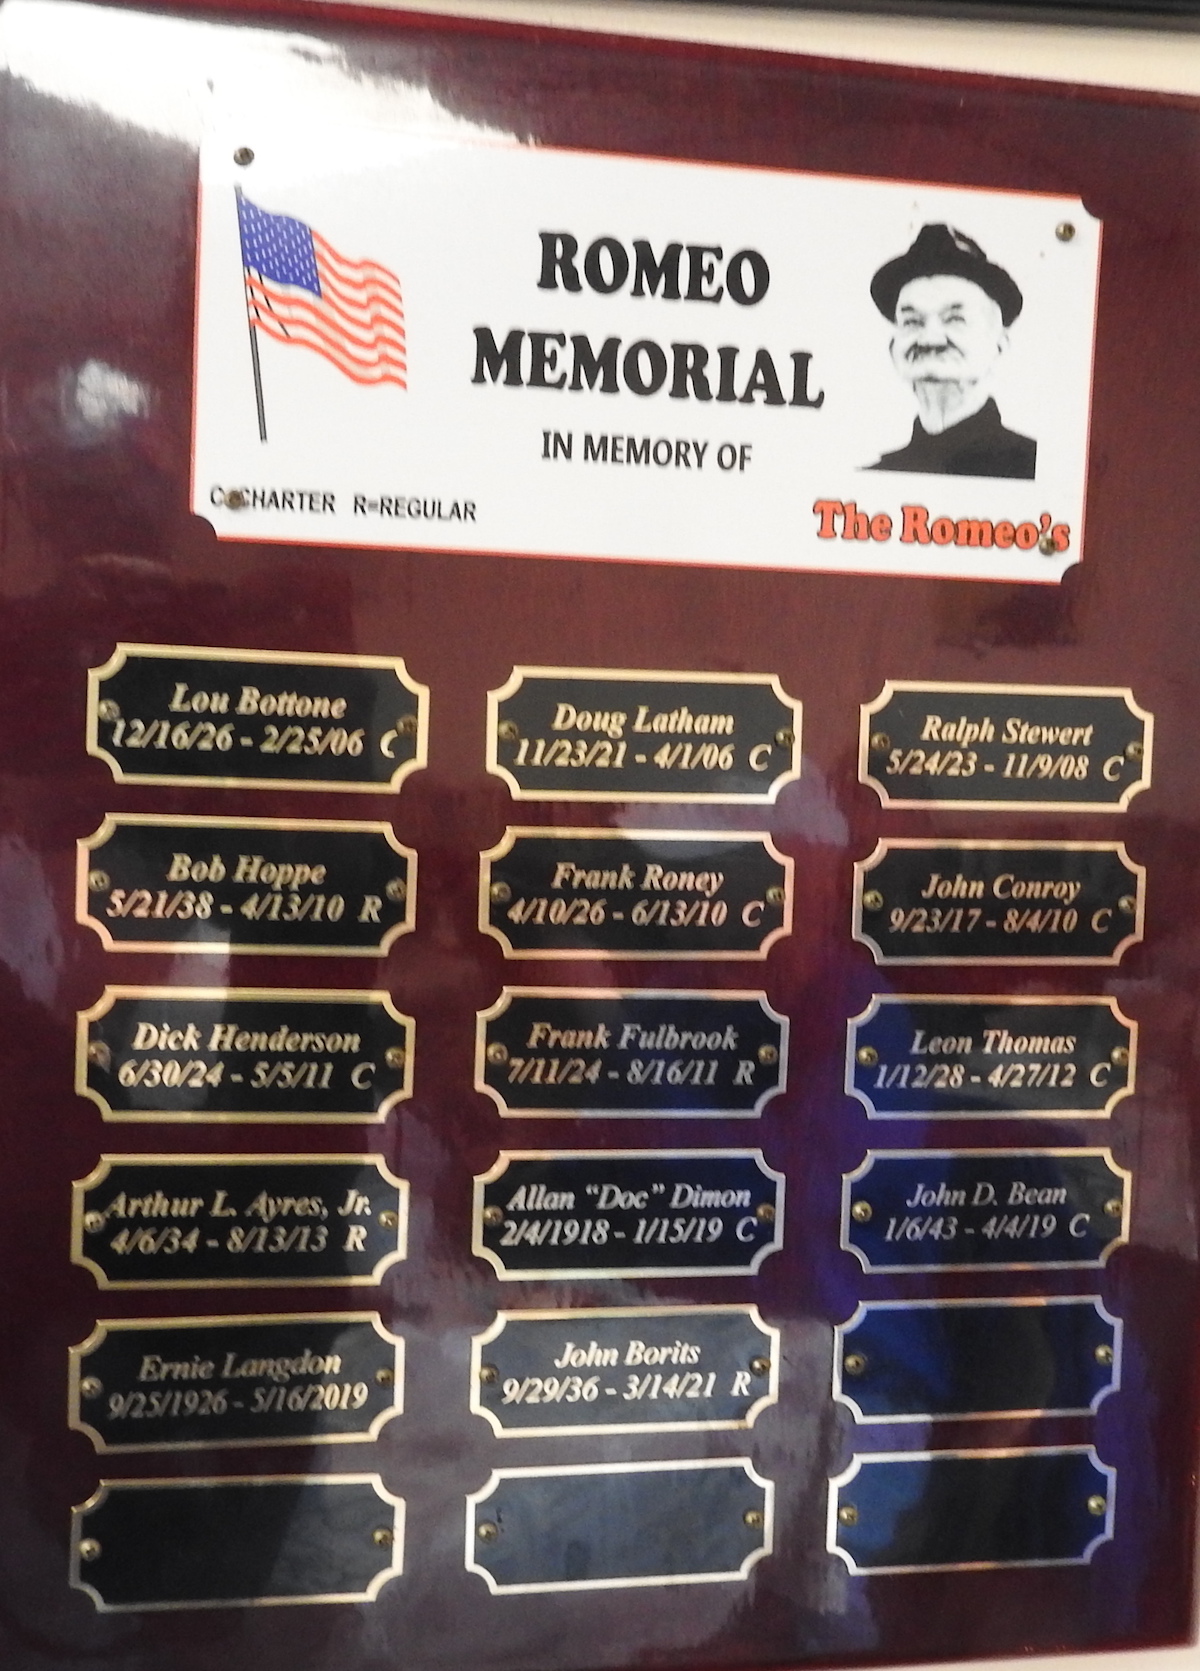 ROMEO
MEMORIAL
IN MEMORY OF
C=CHARTER R=REGULAR
The Romeo's
Lou Bottone
12/16/26 - 2/25/06 C
Doug Latham
11/23/21 - 4/1/06 C
Ralph Stewert
5/24/23 - 11/9/08 C
Bob Hoppe
5/21/38 - 4/13/10 R
Frank Roney
4/10/26 - 6/13/10 C
John Conroy
9/23/17 - 8/4/10 C
Dick Henderson
6/30/24 - 5/5/11 C
Frank Fulbrook
7/11/24 - 8/16/11 R
Leon Thomas
1/12/28 - 4/27/12 C
Arthur L. Ayres, Jr.
4/6/34 - 8/13/13 R
Allan "Doc" Dimon
2/4/1918 - 1/15/19 C
John D. Bean
1/6/43 - 4/4/19 C
Ernie Langdon
9/25/1926 - 5/16/2019
John Borits
9/29/36 - 3/14/21 R